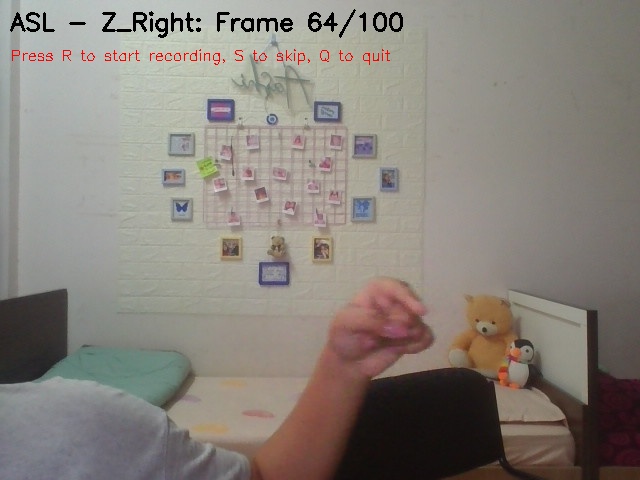 ASL - Z_Right: Frame 64/100
Press R to start recording, S to skip, Q to quit